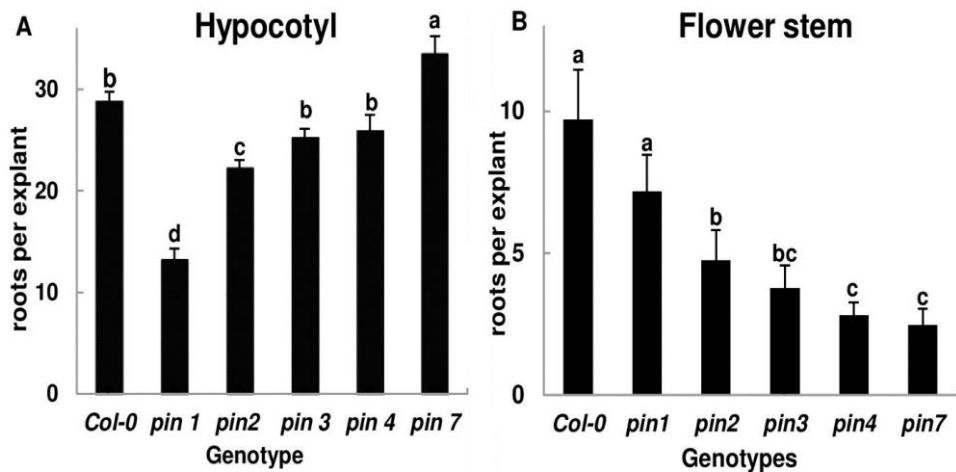 A
Hypocotyl
roots per explant
30
20
10
0
b
d
c
b
b
a
Col-0 pin 1 pin2 pin 3 pin 4 pin 7
Genotype
B
Flower stem
roots per explant
10
5
0
a
a
b
bc
c
c
Col-0 pin1 pin2 pin3 pin4 pin7
Genotypes